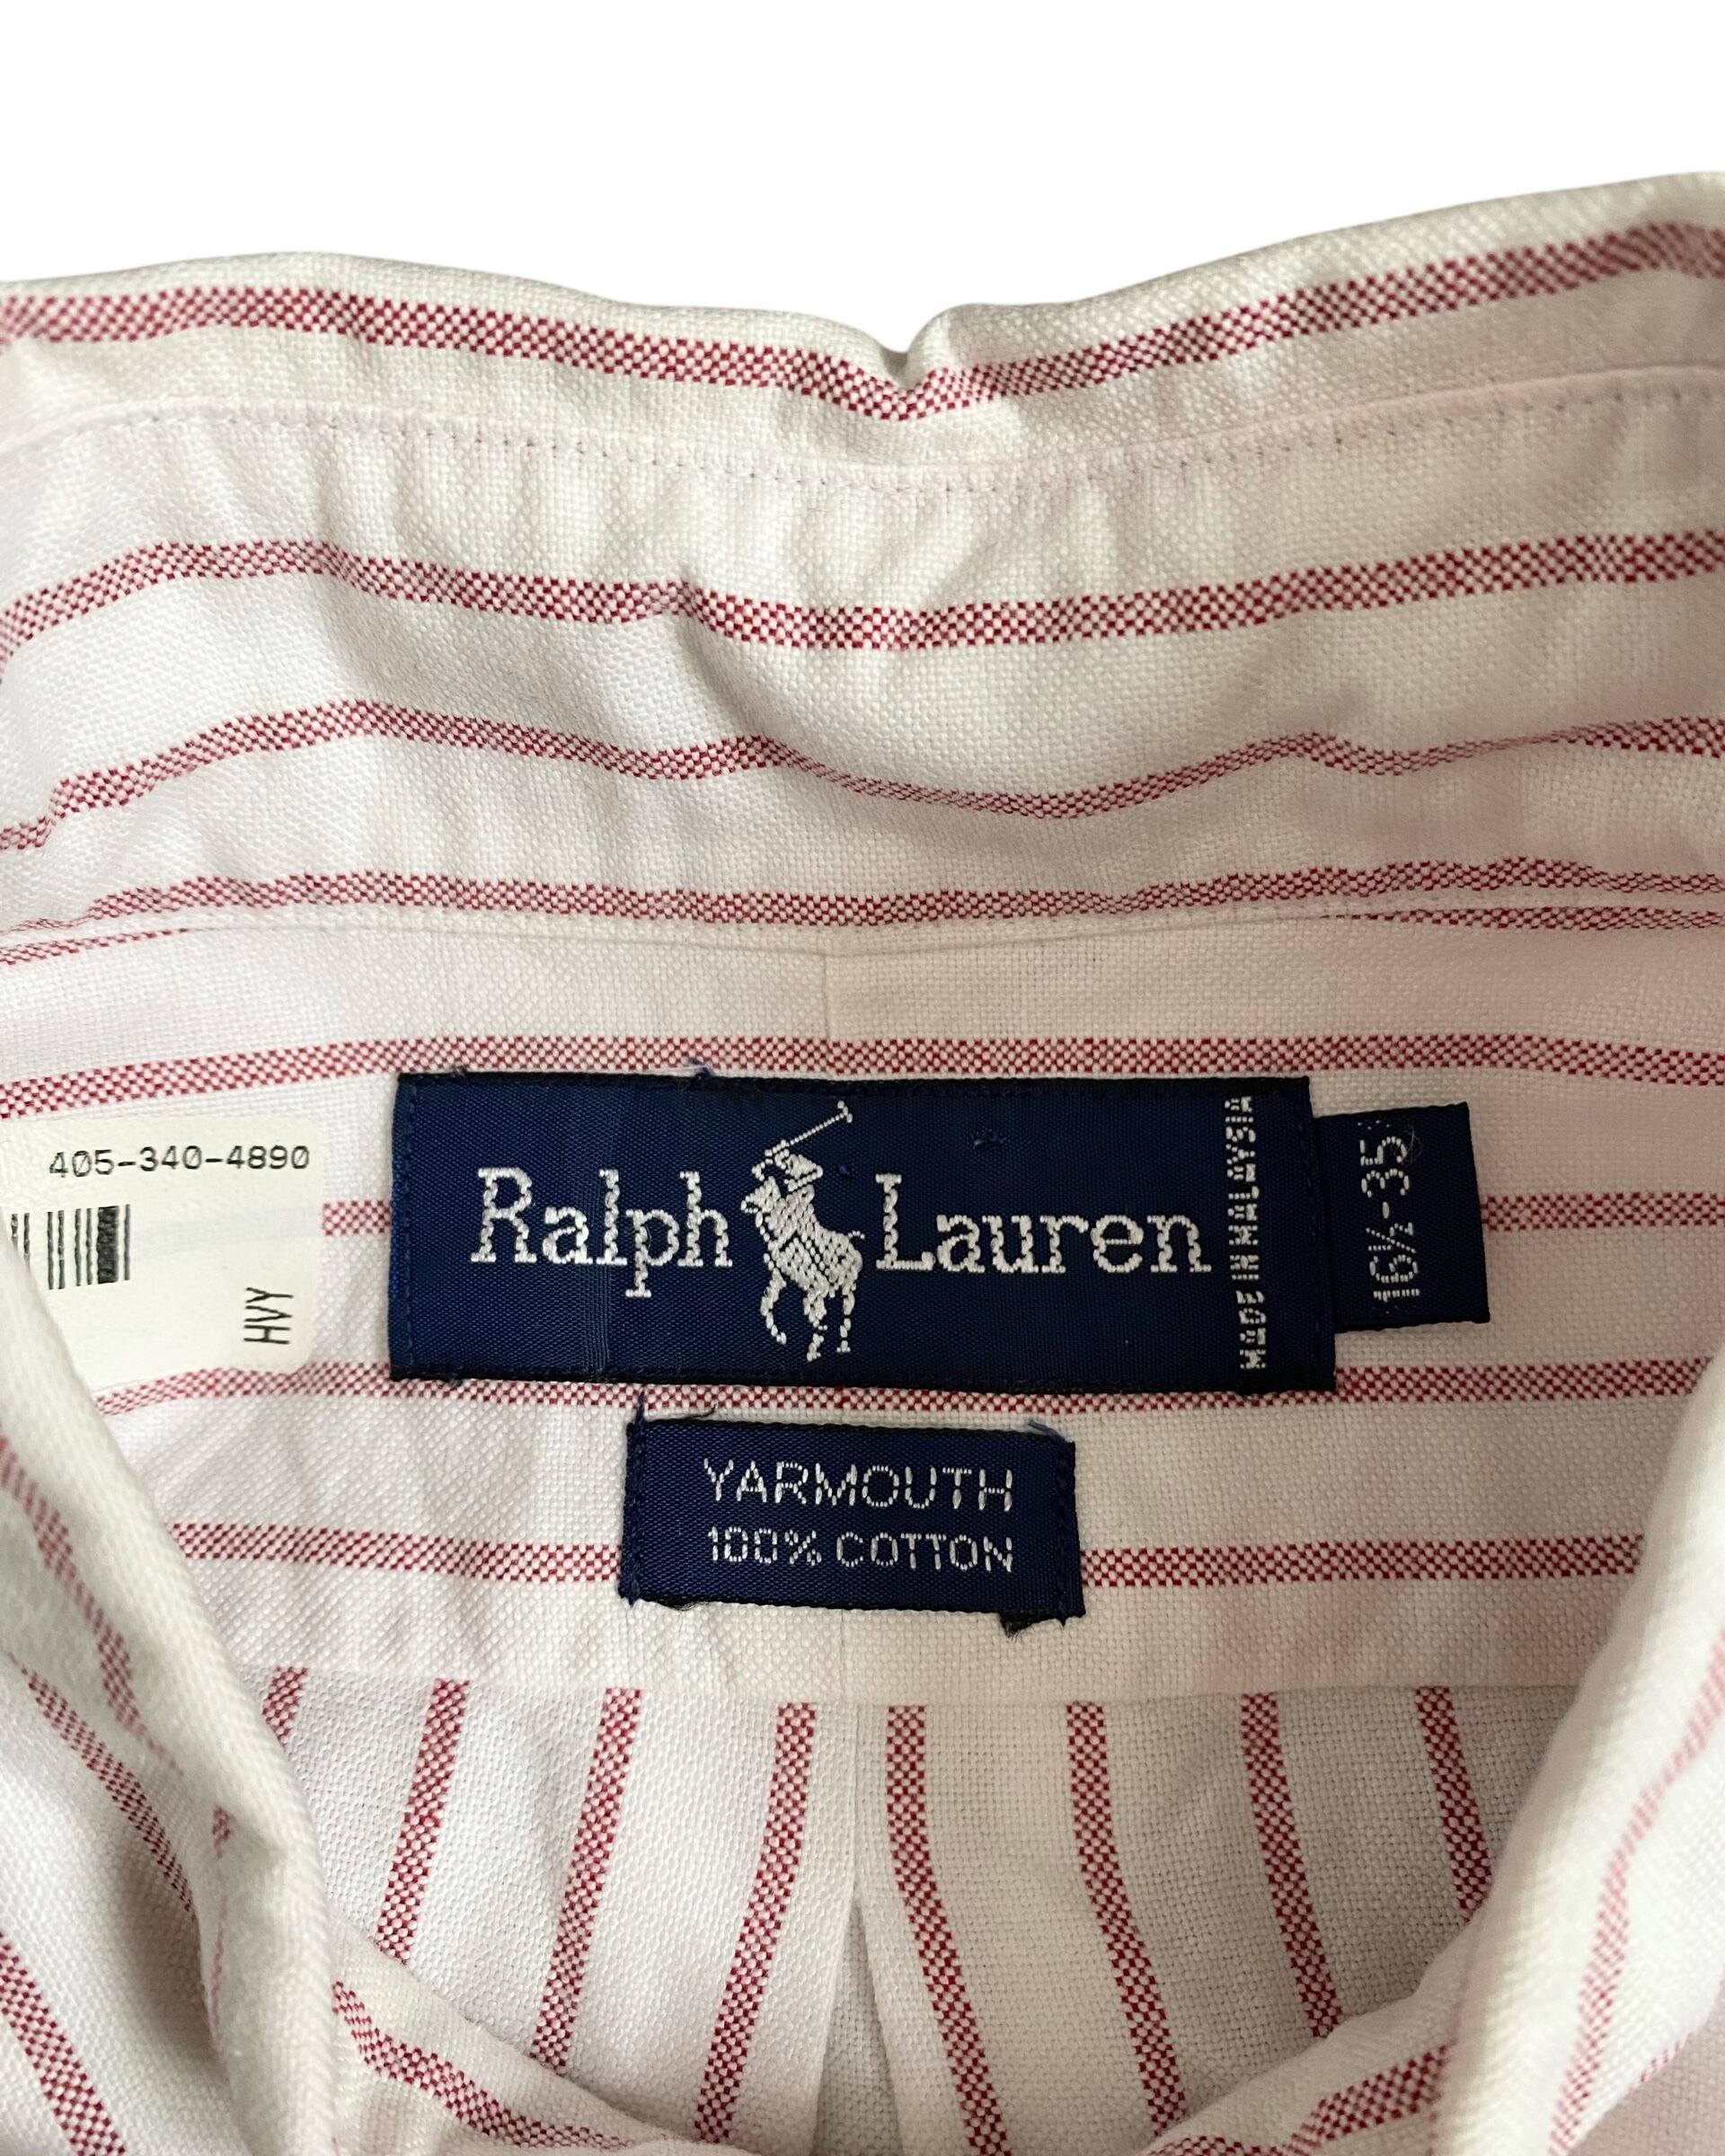 405-340-4890
HVY
Ralph Lauren
MADE IN MALAYSIA
16½-35
YARMOUTH
100% COTTON